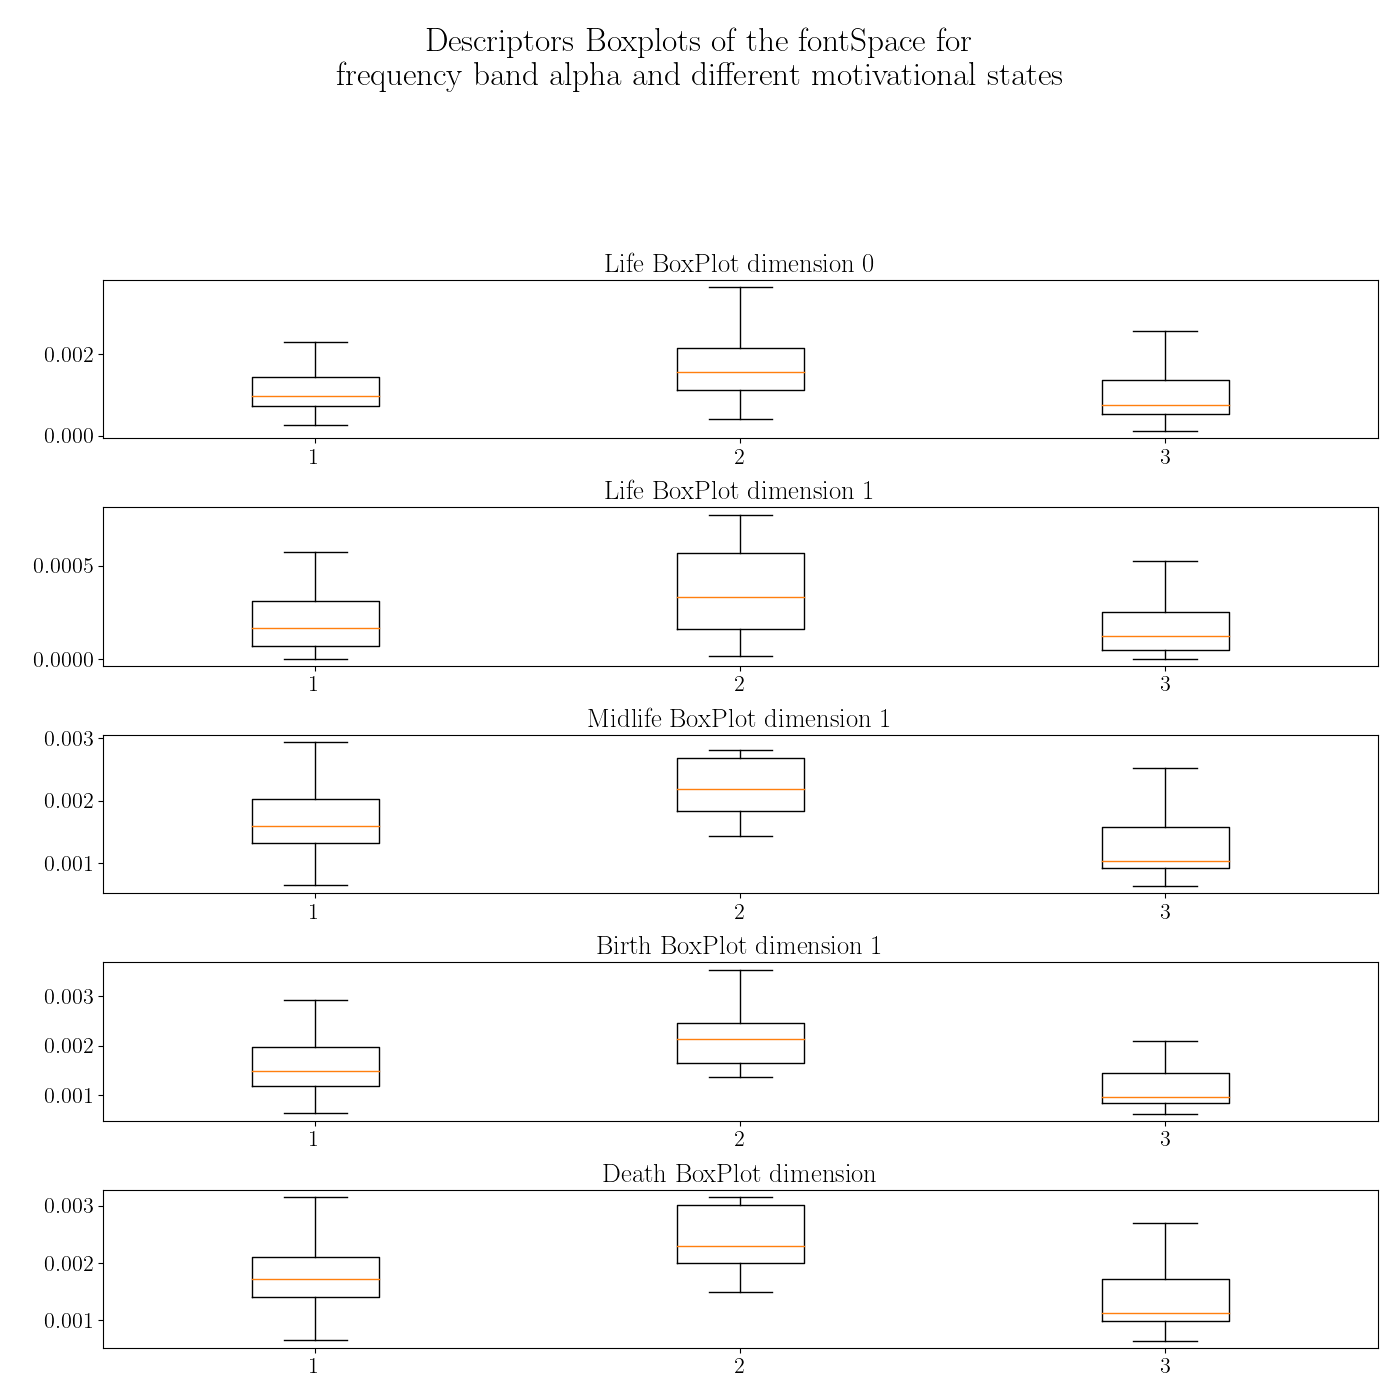 Descriptors Boxplots of the fontSpace for
frequency band alpha and different motivational states
Life BoxPlot dimension 0
0.002
0.000
1 2 3
Life BoxPlot dimension 1
0.0005
0.0000
1 2 3
Midlife BoxPlot dimension 1
0.003
0.002
0.001
1 2 3
Birth BoxPlot dimension 1
0.003
0.002
0.001
1 2 3
Death BoxPlot dimension
0.003
0.002
0.001
1 2 3